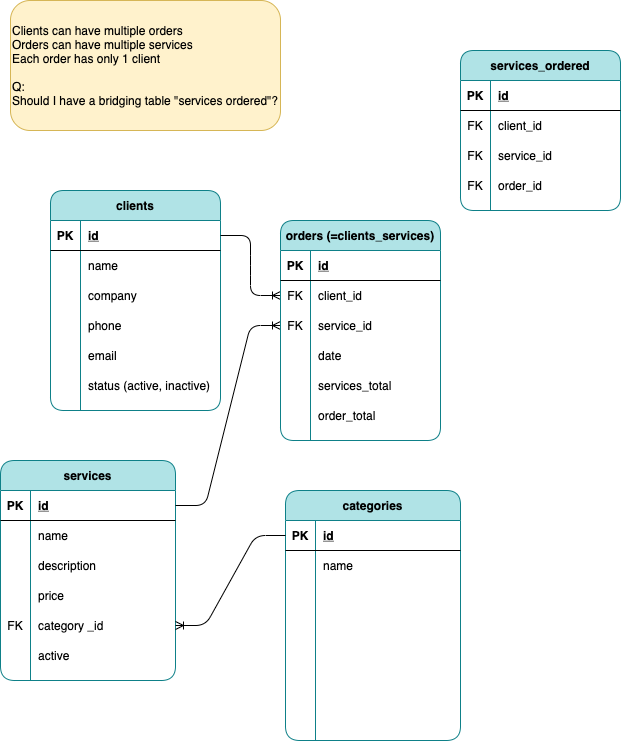 Clients can have multiple orders
Orders can have multiple services
Each order has only 1 client
Q:
Should I have a bridging table "services ordered"?
services_ordered
PK id
FK client_id
FK service_id
FK order_id
clients
PK id
name
company
phone
email
status (active, inactive)
orders (=clients_services)
PK id
FK client_id
FK service_id
date
services_total
order_total
services
PK id
name
description
price
FK category _id
active
categories
PK id
name